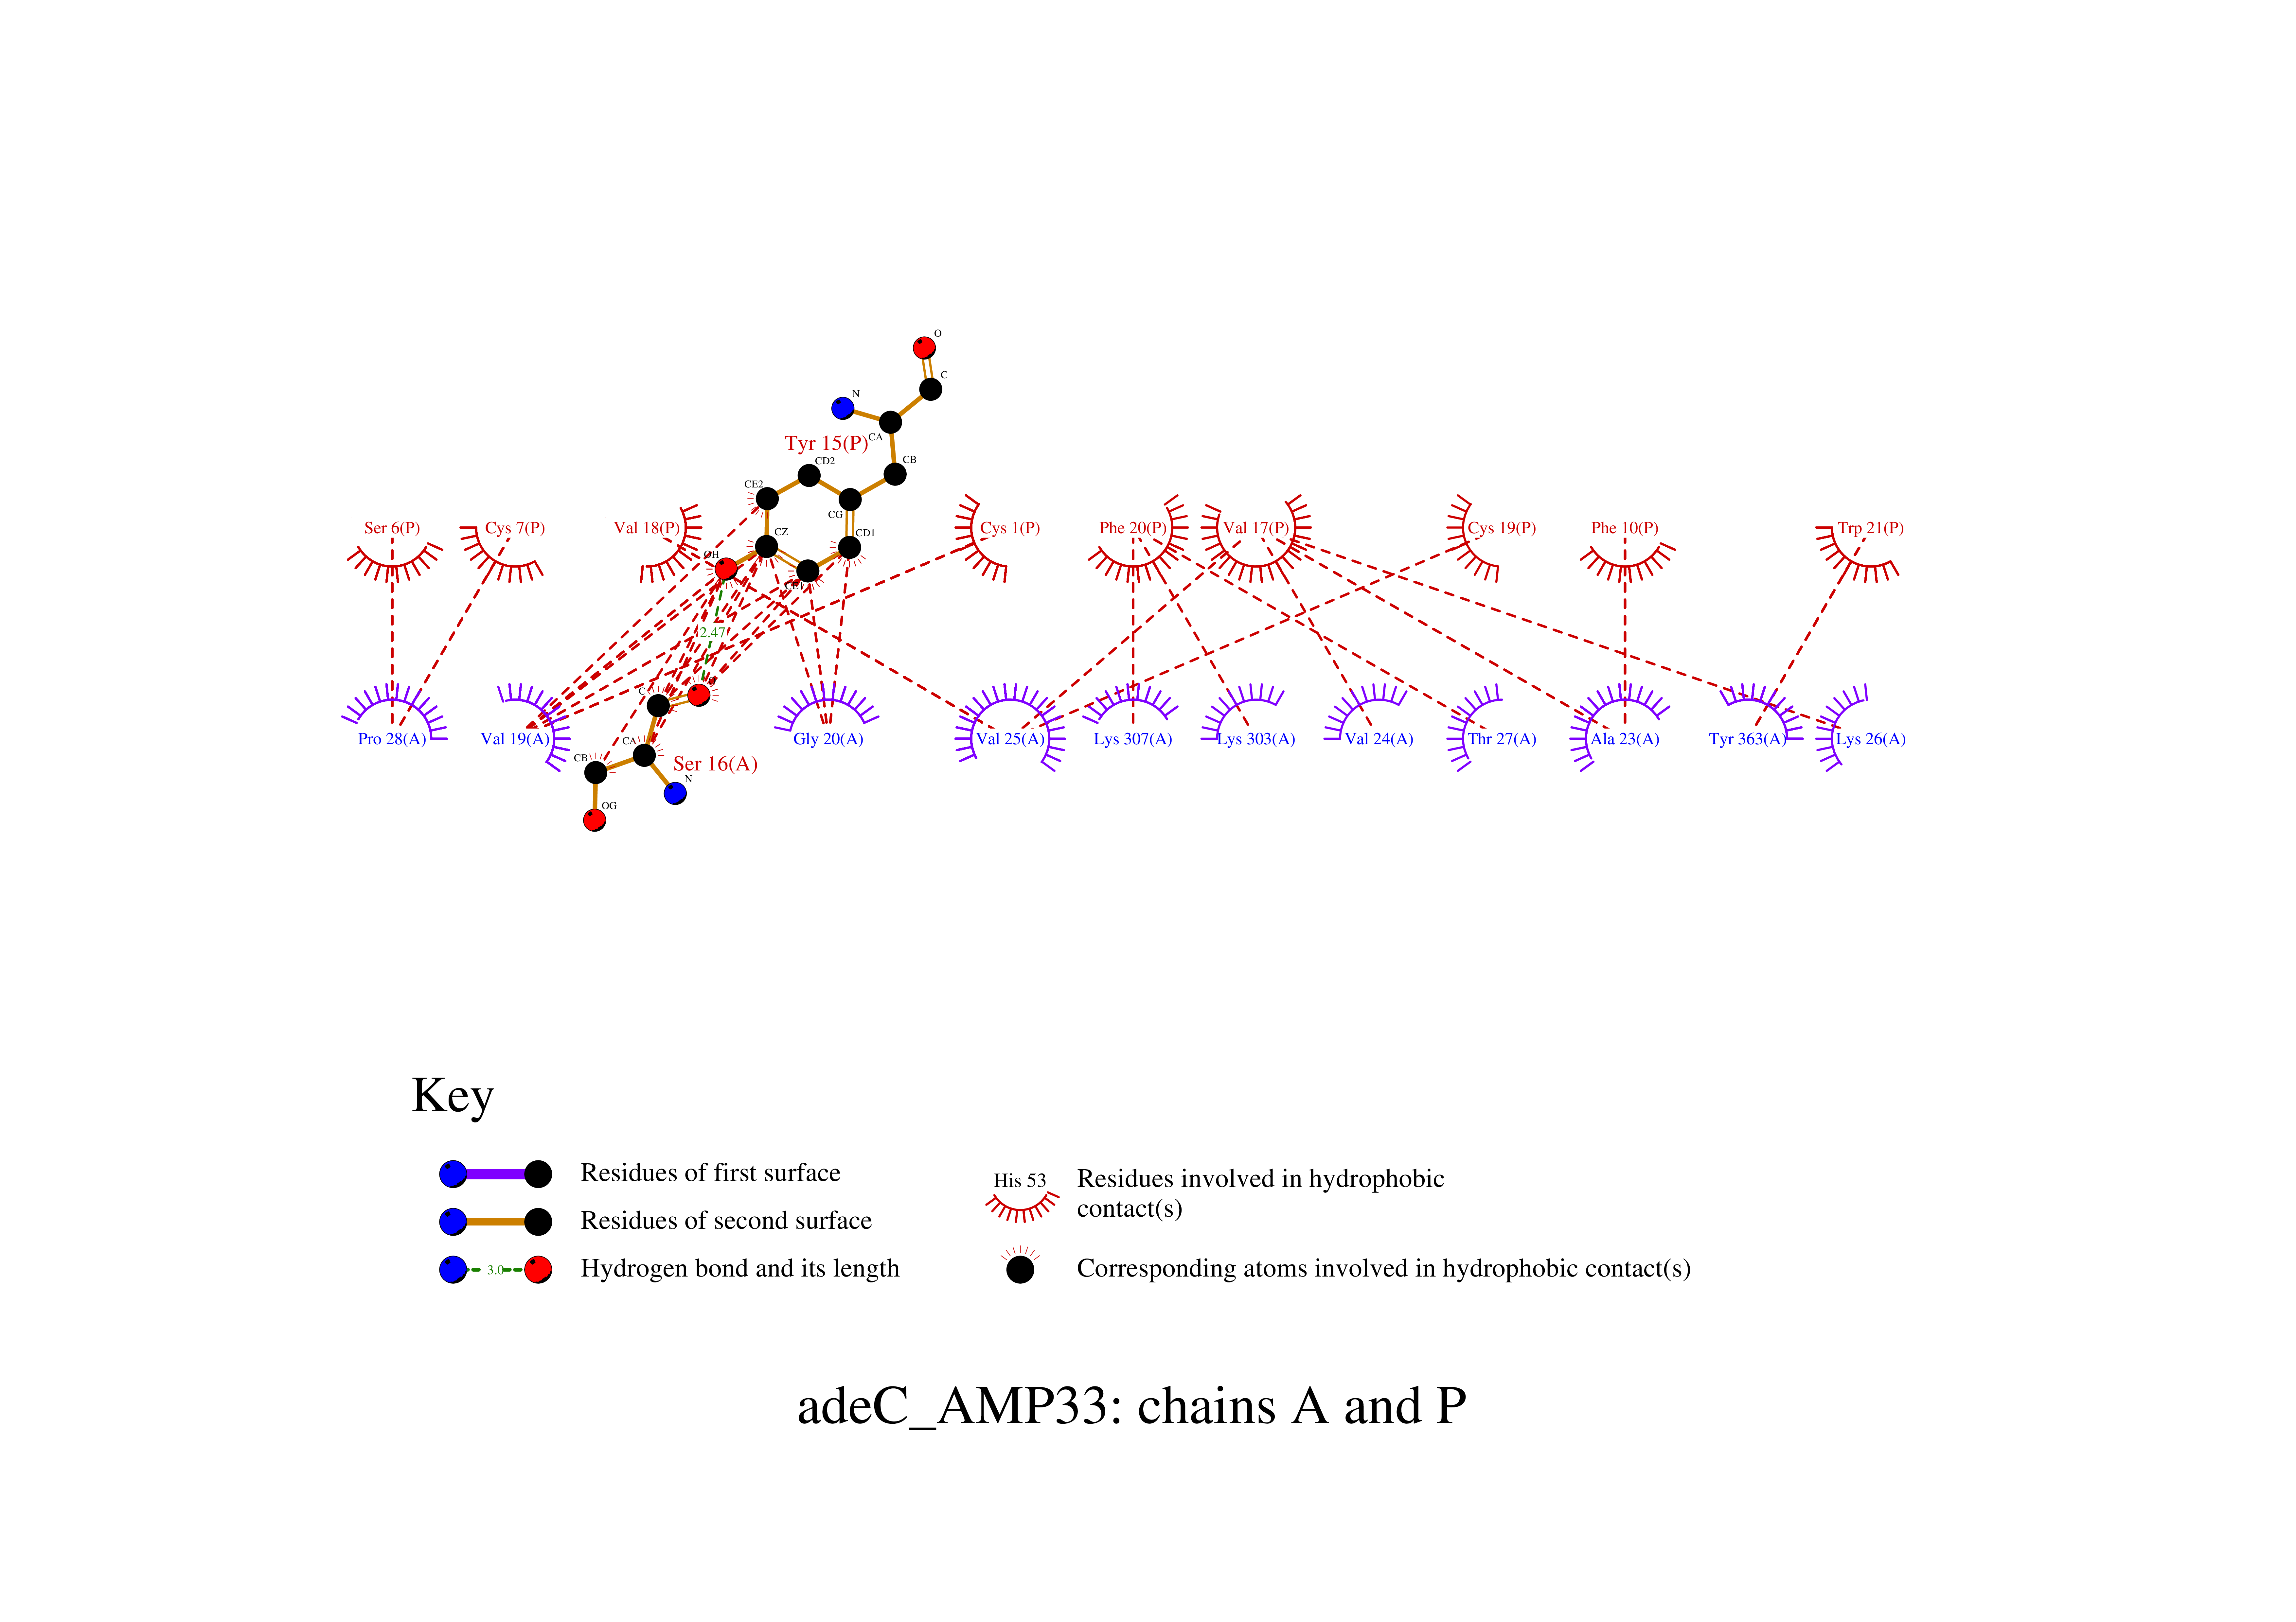 O
C
N
CA
Tyr 15(P)
CB
CD2
CE2
CG
CZ
CD1
OH
CE1
Ser 6(P)
Cys 7(P)
Val 18(P)
Cys 1(P)
Phe 20(P)
Val 17(P)
Cys 19(P)
Phe 10(P)
Trp 21(P)
2.47
C
O
CA
CB
Ser 16(A)
N
OG
Pro 28(A)
Val 19(A)
Gly 20(A)
Val 25(A)
Lys 307(A)
Lys 303(A)
Val 24(A)
Thr 27(A)
Ala 23(A)
Tyr 363(A)
Lys 26(A)
Key
Residues of first surface
Residues of second surface
3.0
Hydrogen bond and its length
His 53
Residues involved in hydrophobic
contact(s)
Corresponding atoms involved in hydrophobic contact(s)
adeC_AMP33: chains A and P